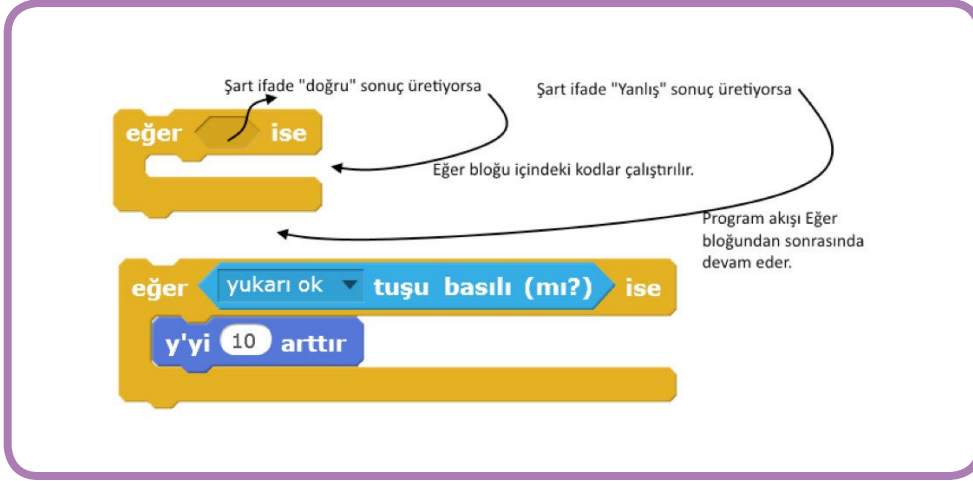 Şart ifade "doğru" sonuç üretiyorsa
Şart ifade "Yanlış" sonuç üretiyorsa
eğer ise
Eğer bloğu içindeki kodlar çalıştırılır.
Program akışı Eğer
bloğundan sonrasında
devam eder.
eğer yukarı ok tuşu basılı (mı?) ise
y'yi 10 arttır